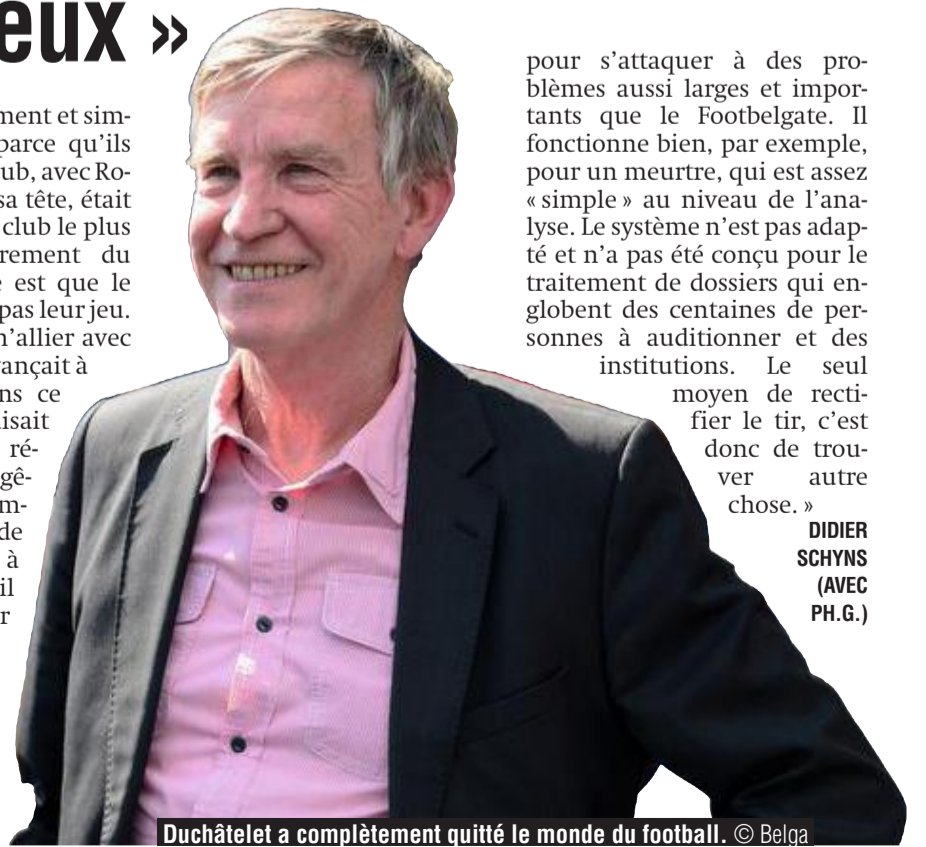 eux »
ment et sim-
parce qu'ils
ub, avec Ro-
sa tête, était
club le plus
rement du
e est que le
pas leur jeu.
n'allier avec
ançait à
ns ce
isait
ré-
gê-
m-
de
à
il
r
pour s'attaquer à des pro-
blèmes aussi larges et impor-
tants que le Footbelgate. Il
fonctionne bien, par exemple,
pour un meurtre, qui est assez
« simple » au niveau de l'ana-
lyse. Le système n'est pas adap-
té et n'a pas été conçu pour le
traitement de dossiers qui en-
globent des centaines de per-
sonnes à auditionner et des
institutions. Le seul
moyen de recti-
fier le tir, c'est
donc de trou-
ver autre
chose. »
DIDIER
SCHYNS
(AVEC
PH.G.)
Duchâtelet a complètement quitté le monde du football. © Belga